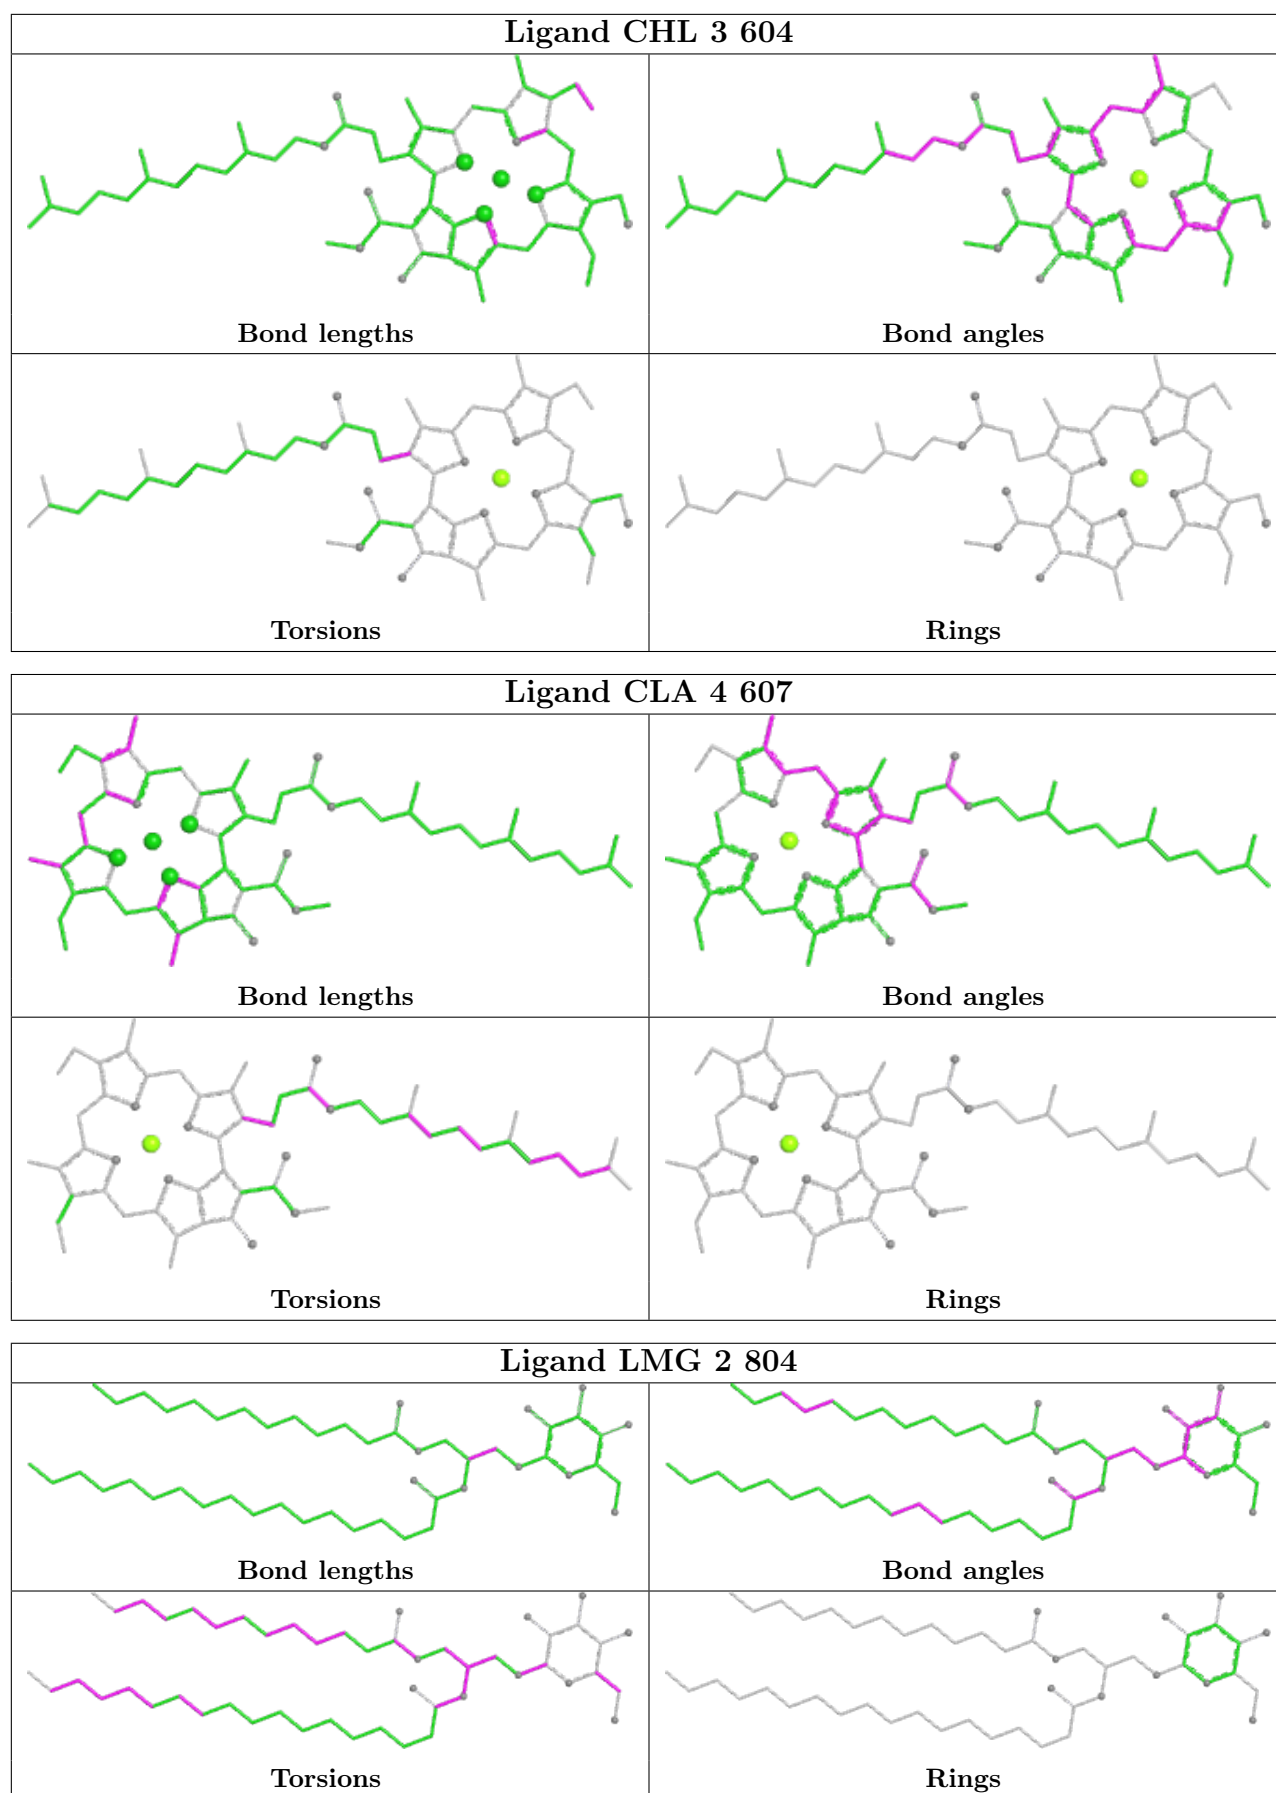 Ligand CHL 3 604
Bond lengths
Bond angles
Torsions
Rings
Ligand CLA 4 607
Bond lengths
Bond angles
Torsions
Rings
Ligand LMG 2 804
Bond lengths
Bond angles
Torsions
Rings